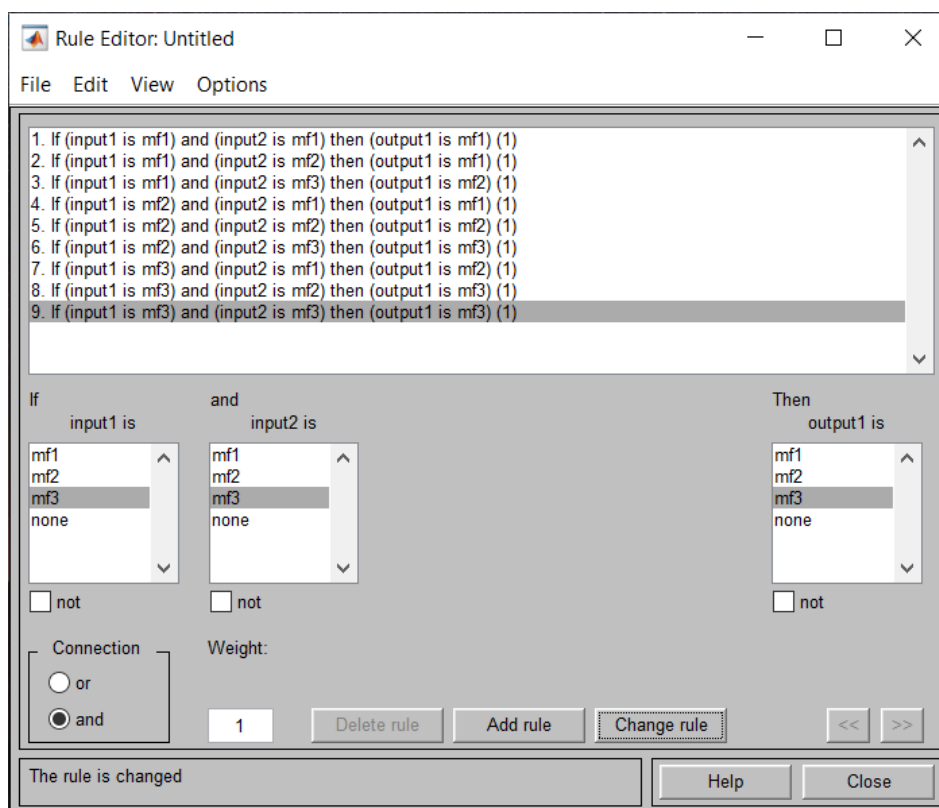 Rule Editor: Untitled
File Edit View Options
1. If (input1 is mf1) and (input2 is mf1) then (output1 is mf1) (1)
2. If (input1 is mf1) and (input2 is mf2) then (output1 is mf1) (1)
3. If (input1 is mf1) and (input2 is mf3) then (output1 is mf2) (1)
4. If (input1 is mf2) and (input2 is mf1) then (output1 is mf1) (1)
5. If (input1 is mf2) and (input2 is mf2) then (output1 is mf2) (1)
6. If (input1 is mf2) and (input2 is mf3) then (output1 is mf3) (1)
7. If (input1 is mf3) and (input2 is mf1) then (output1 is mf2) (1)
8. If (input1 is mf3) and (input2 is mf2) then (output1 is mf3) (1)
9. If (input1 is mf3) and (input2 is mf3) then (output1 is mf3) (1)
If and Then
input1 is input2 is output1 is
mf1 mf1 mf1
mf2 mf2 mf2
mf3 mf3 mf3
none none none
not not not
Connection Weight:
or
and 1 Delete rule Add rule Change rule << >>
The rule is changed Help Close